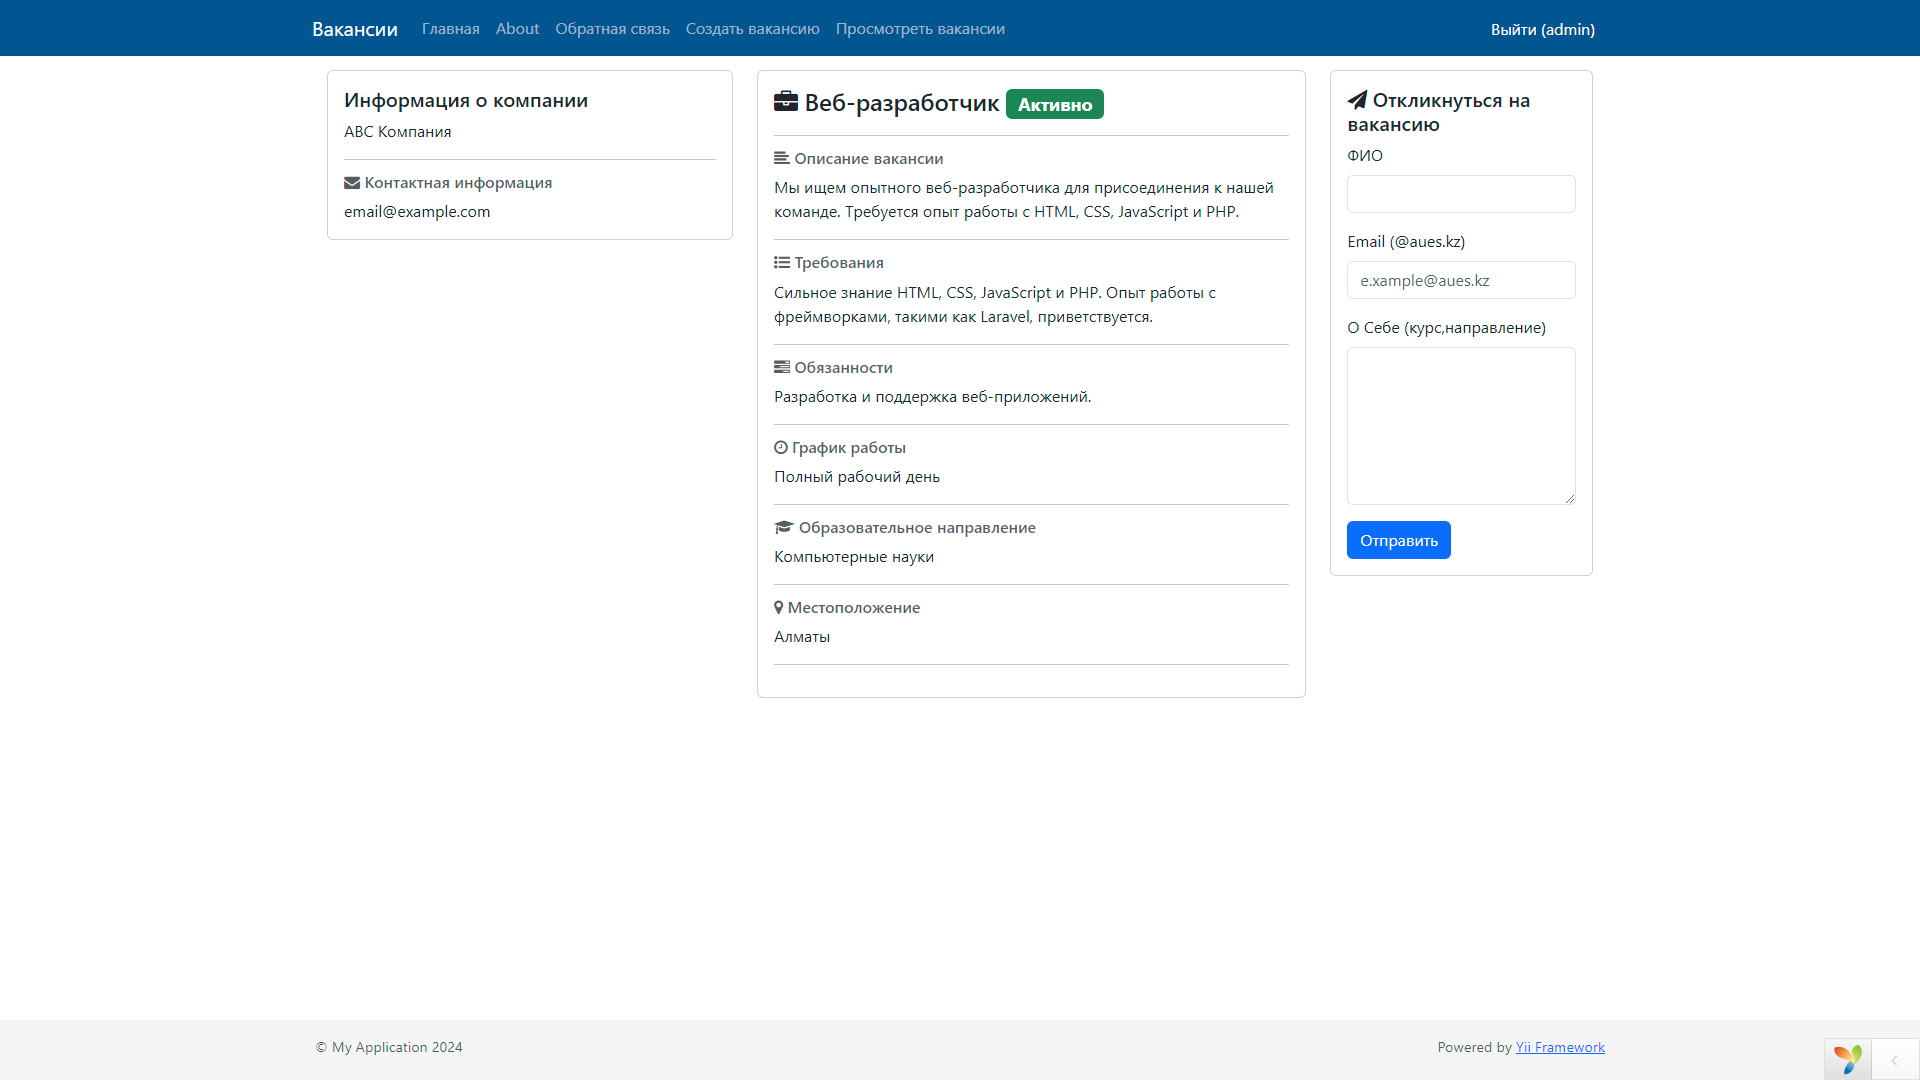 Вакансии
Главная
About
Обратная связь
Создать вакансию
Просмотреть вакансии
Выйти (admin)
Информация о компании
ABC Компания
Контактная информация
email@example.com
Веб-разработчик Активно
Описание вакансии
Мы ищем опытного веб-разработчика для присоединения к нашей
команде. Требуется опыт работы с HTML, CSS, JavaScript и PHP.
Требования
Сильное знание HTML, CSS, JavaScript и PHP. Опыт работы с
фреймворками, такими как Laravel, приветствуется.
Обязанности
Разработка и поддержка веб-приложений.
График работы
Полный рабочий день
Образовательное направление
Компьютерные науки
Местоположение
Алматы
Откликнуться на
вакансию
ФИО
Email (@aues.kz)
e.xample@aues.kz
О Себе (курс,направление)
Отправить
© My Application 2024
Powered by Yii Framework